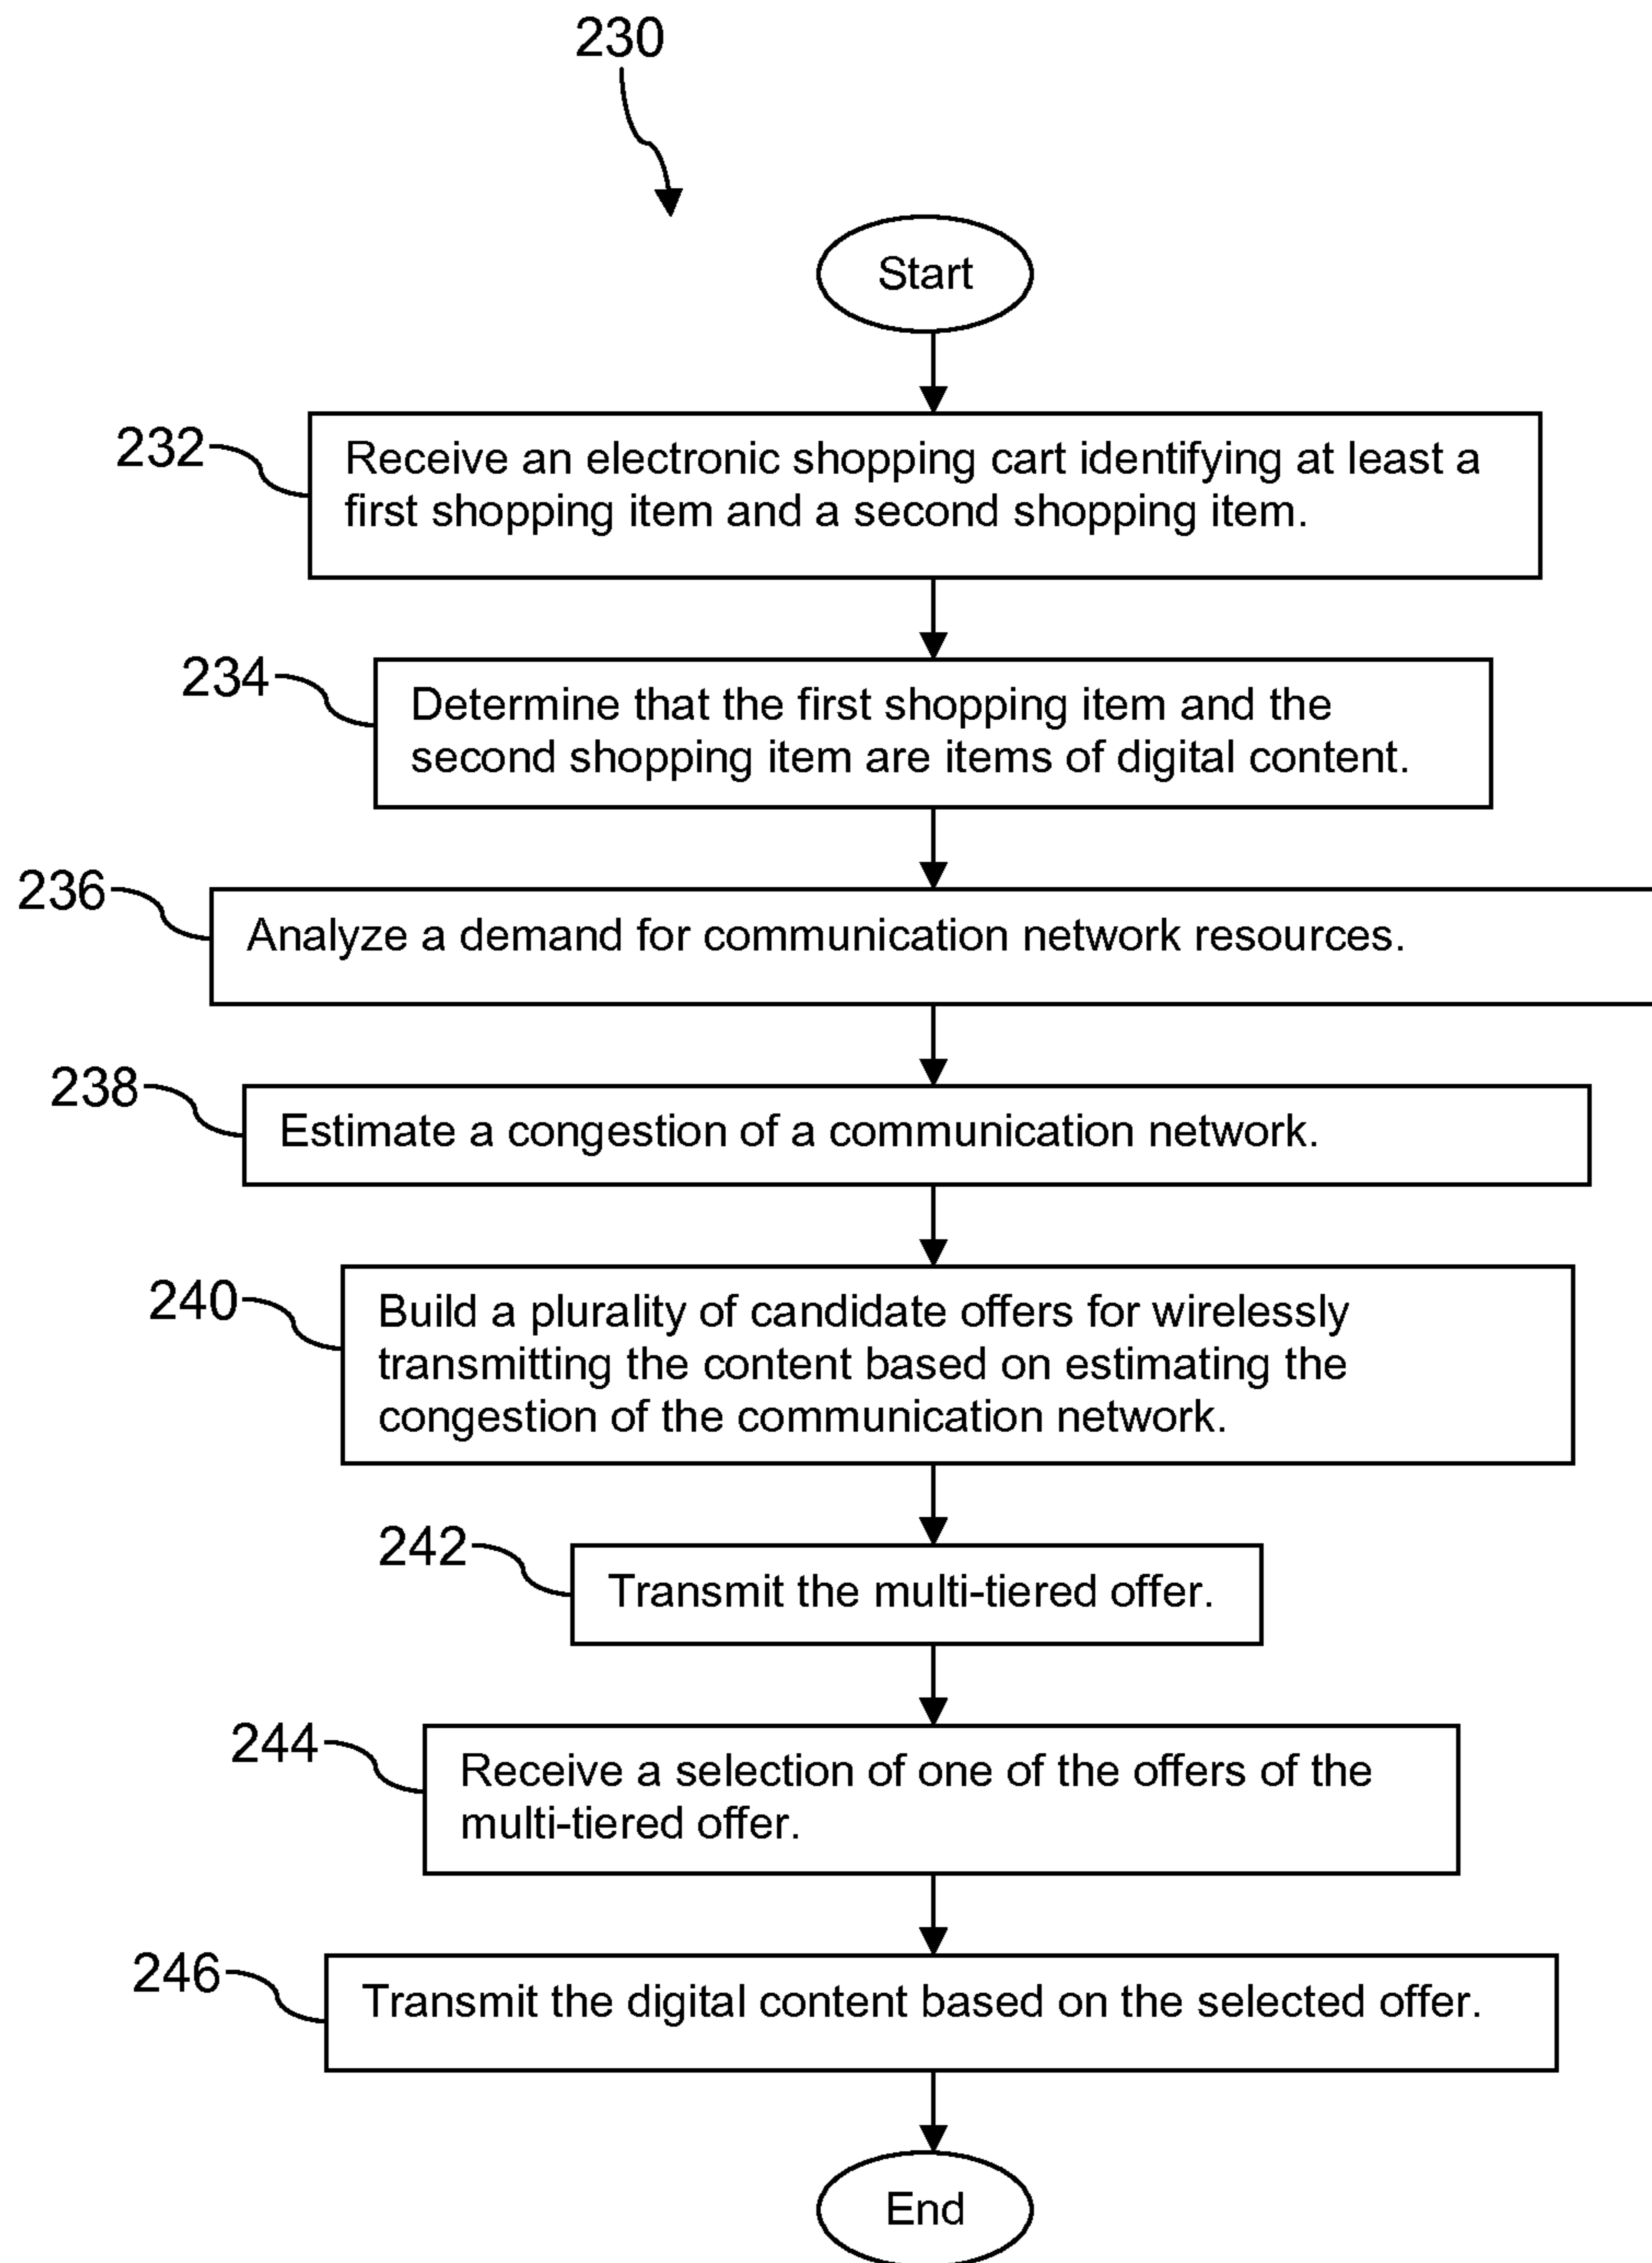 230
Start
232
Receive an electronic shopping cart identifying at least a
first shopping item and a second shopping item.
234
Determine that the first shopping item and the
second shopping item are items of digital content.
236
Analyze a demand for communication network resources.
238
Estimate a congestion of a communication network.
240
Build a plurality of candidate offers for wirelessly
transmitting the content based on estimating the
congestion of the communication network.
242
Transmit the multi-tiered offer.
244
Receive a selection of one of the offers of the
multi-tiered offer.
246
Transmit the digital content based on the selected offer.
End